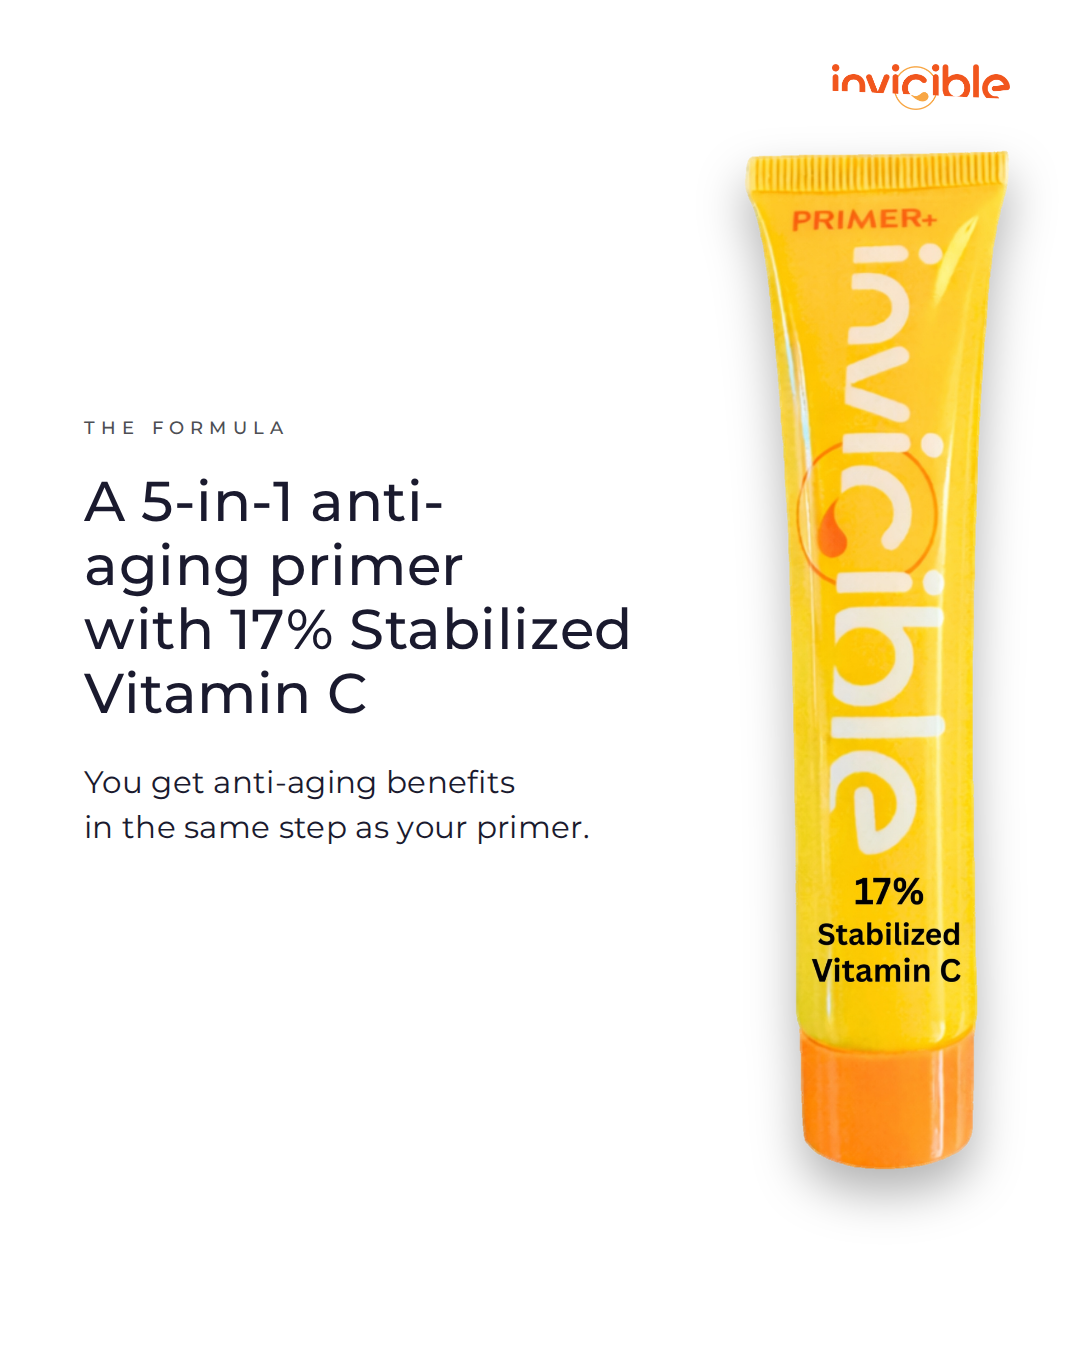 invicible
PRIMER+
invicible
THE FORMULA
A 5-in-1 anti-
aging primer
with 17% Stabilized
Vitamin C
You get anti-aging benefits
in the same step as your primer.
17%
Stabilized
Vitamin C